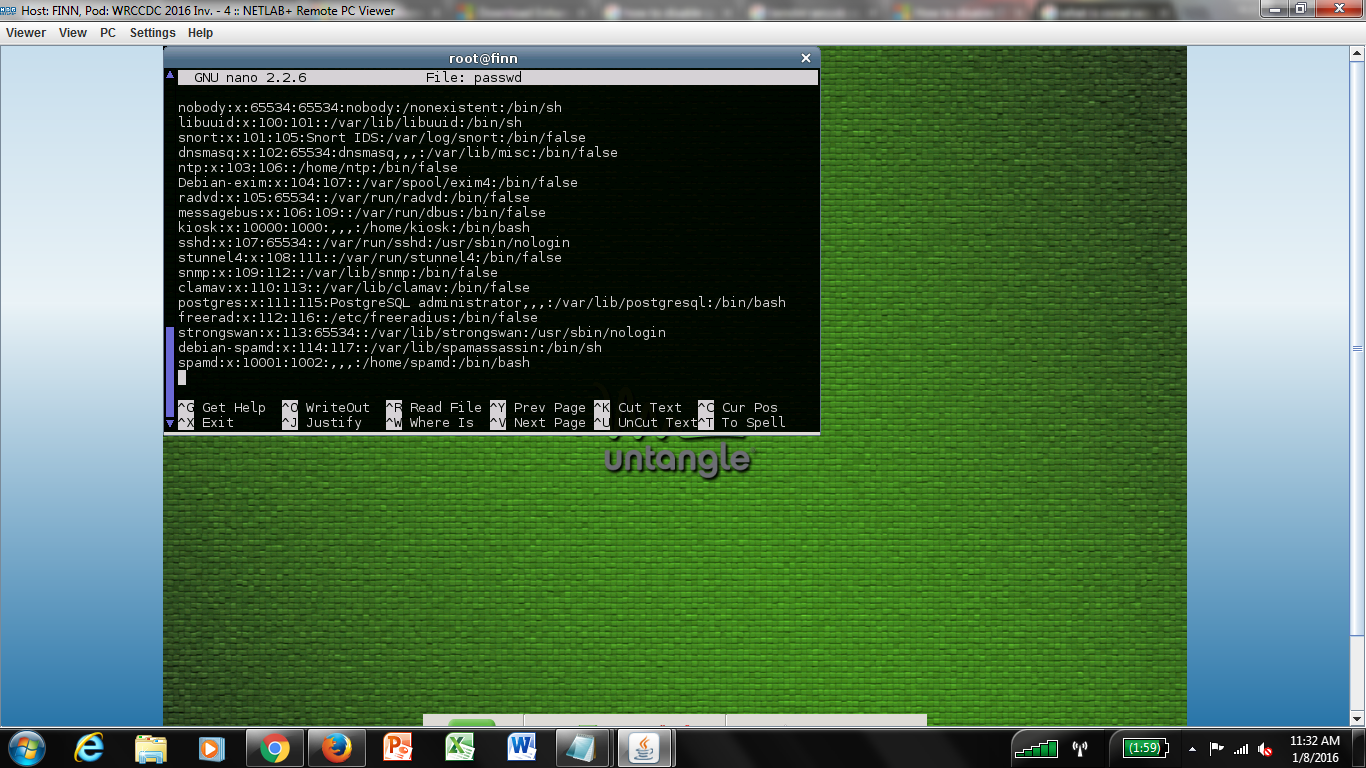 Host: FINN, Pod: WRCCDC 2016 Inv. - 4 :: NETLAB+ Remote PC Viewer
Viewer View PC Settings Help
root@finn
GNU nano 2.2.6 File: passwd
nobody:x:65534:65534:nobody:/nonexistent:/bin/sh
libuuid:x:100:101::/var/lib/libuuid:/bin/sh
snort:x:101:105:Snort IDS:/var/log/snort:/bin/false
dnsmasq:x:102:65534:dnsmasq,,,:/var/lib/misc:/bin/false
ntp:x:103:106::/home/ntp:/bin/false
Debian-exim:x:104:107::/var/spool/exim4:/bin/false
radvd:x:105:65534::/var/run/radvd:/bin/false
messagebus:x:106:109::/var/run/dbus:/bin/false
kiosk:x:10000:1000:,,,:/home/kiosk:/bin/bash
sshd:x:107:65534::/var/run/sshd:/usr/sbin/nologin
stunnel4:x:108:111::/var/run/stunnel4:/bin/false
snmp:x:109:112::/var/lib/snmp:/bin/false
clamav:x:110:113::/var/lib/clamav:/bin/false
postgres:x:111:115:PostgreSQL administrator,,,:/var/lib/postgresql:/bin/bash
freerad:x:112:116::/etc/freeradius:/bin/false
strongswan:x:113:65534::/var/lib/strongswan:/usr/sbin/nologin
debian-spamd:x:114:117::/var/lib/spamassassin:/bin/sh
spamd:x:10001:1002:,,,:/home/spamd:/bin/bash
^G Get Help ^O WriteOut ^R Read File ^Y Prev Page ^K Cut Text ^C Cur Pos
^X Exit ^J Justify ^W Where Is ^V Next Page ^U UnCut Text ^T To Spell
untangle
(1:59)
11:32 AM
1/8/2016